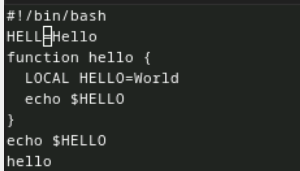 #!/bin/bash
HELL=Hello
function hello {
  LOCAL HELLO=World
  echo $HELLO
}
echo $HELLO
hello